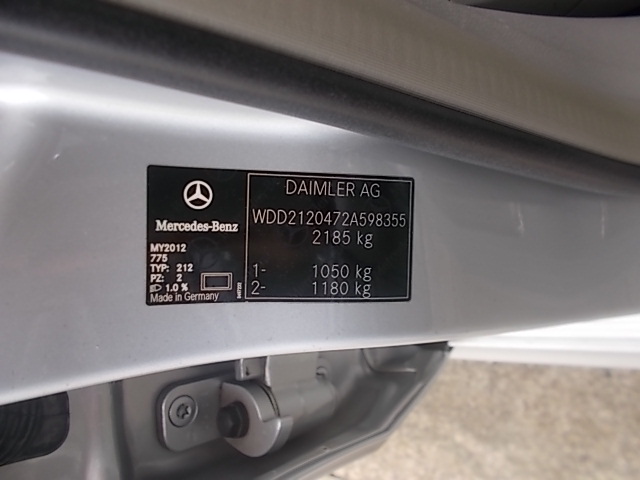 Mercedes-Benz
MY2012
775
TYP: 212
PZ: 2
1.0 %
Made in Germany
DAIMLER AG
WDD2120472A598355
2185 kg
1- 1050 kg
2- 1180 kg